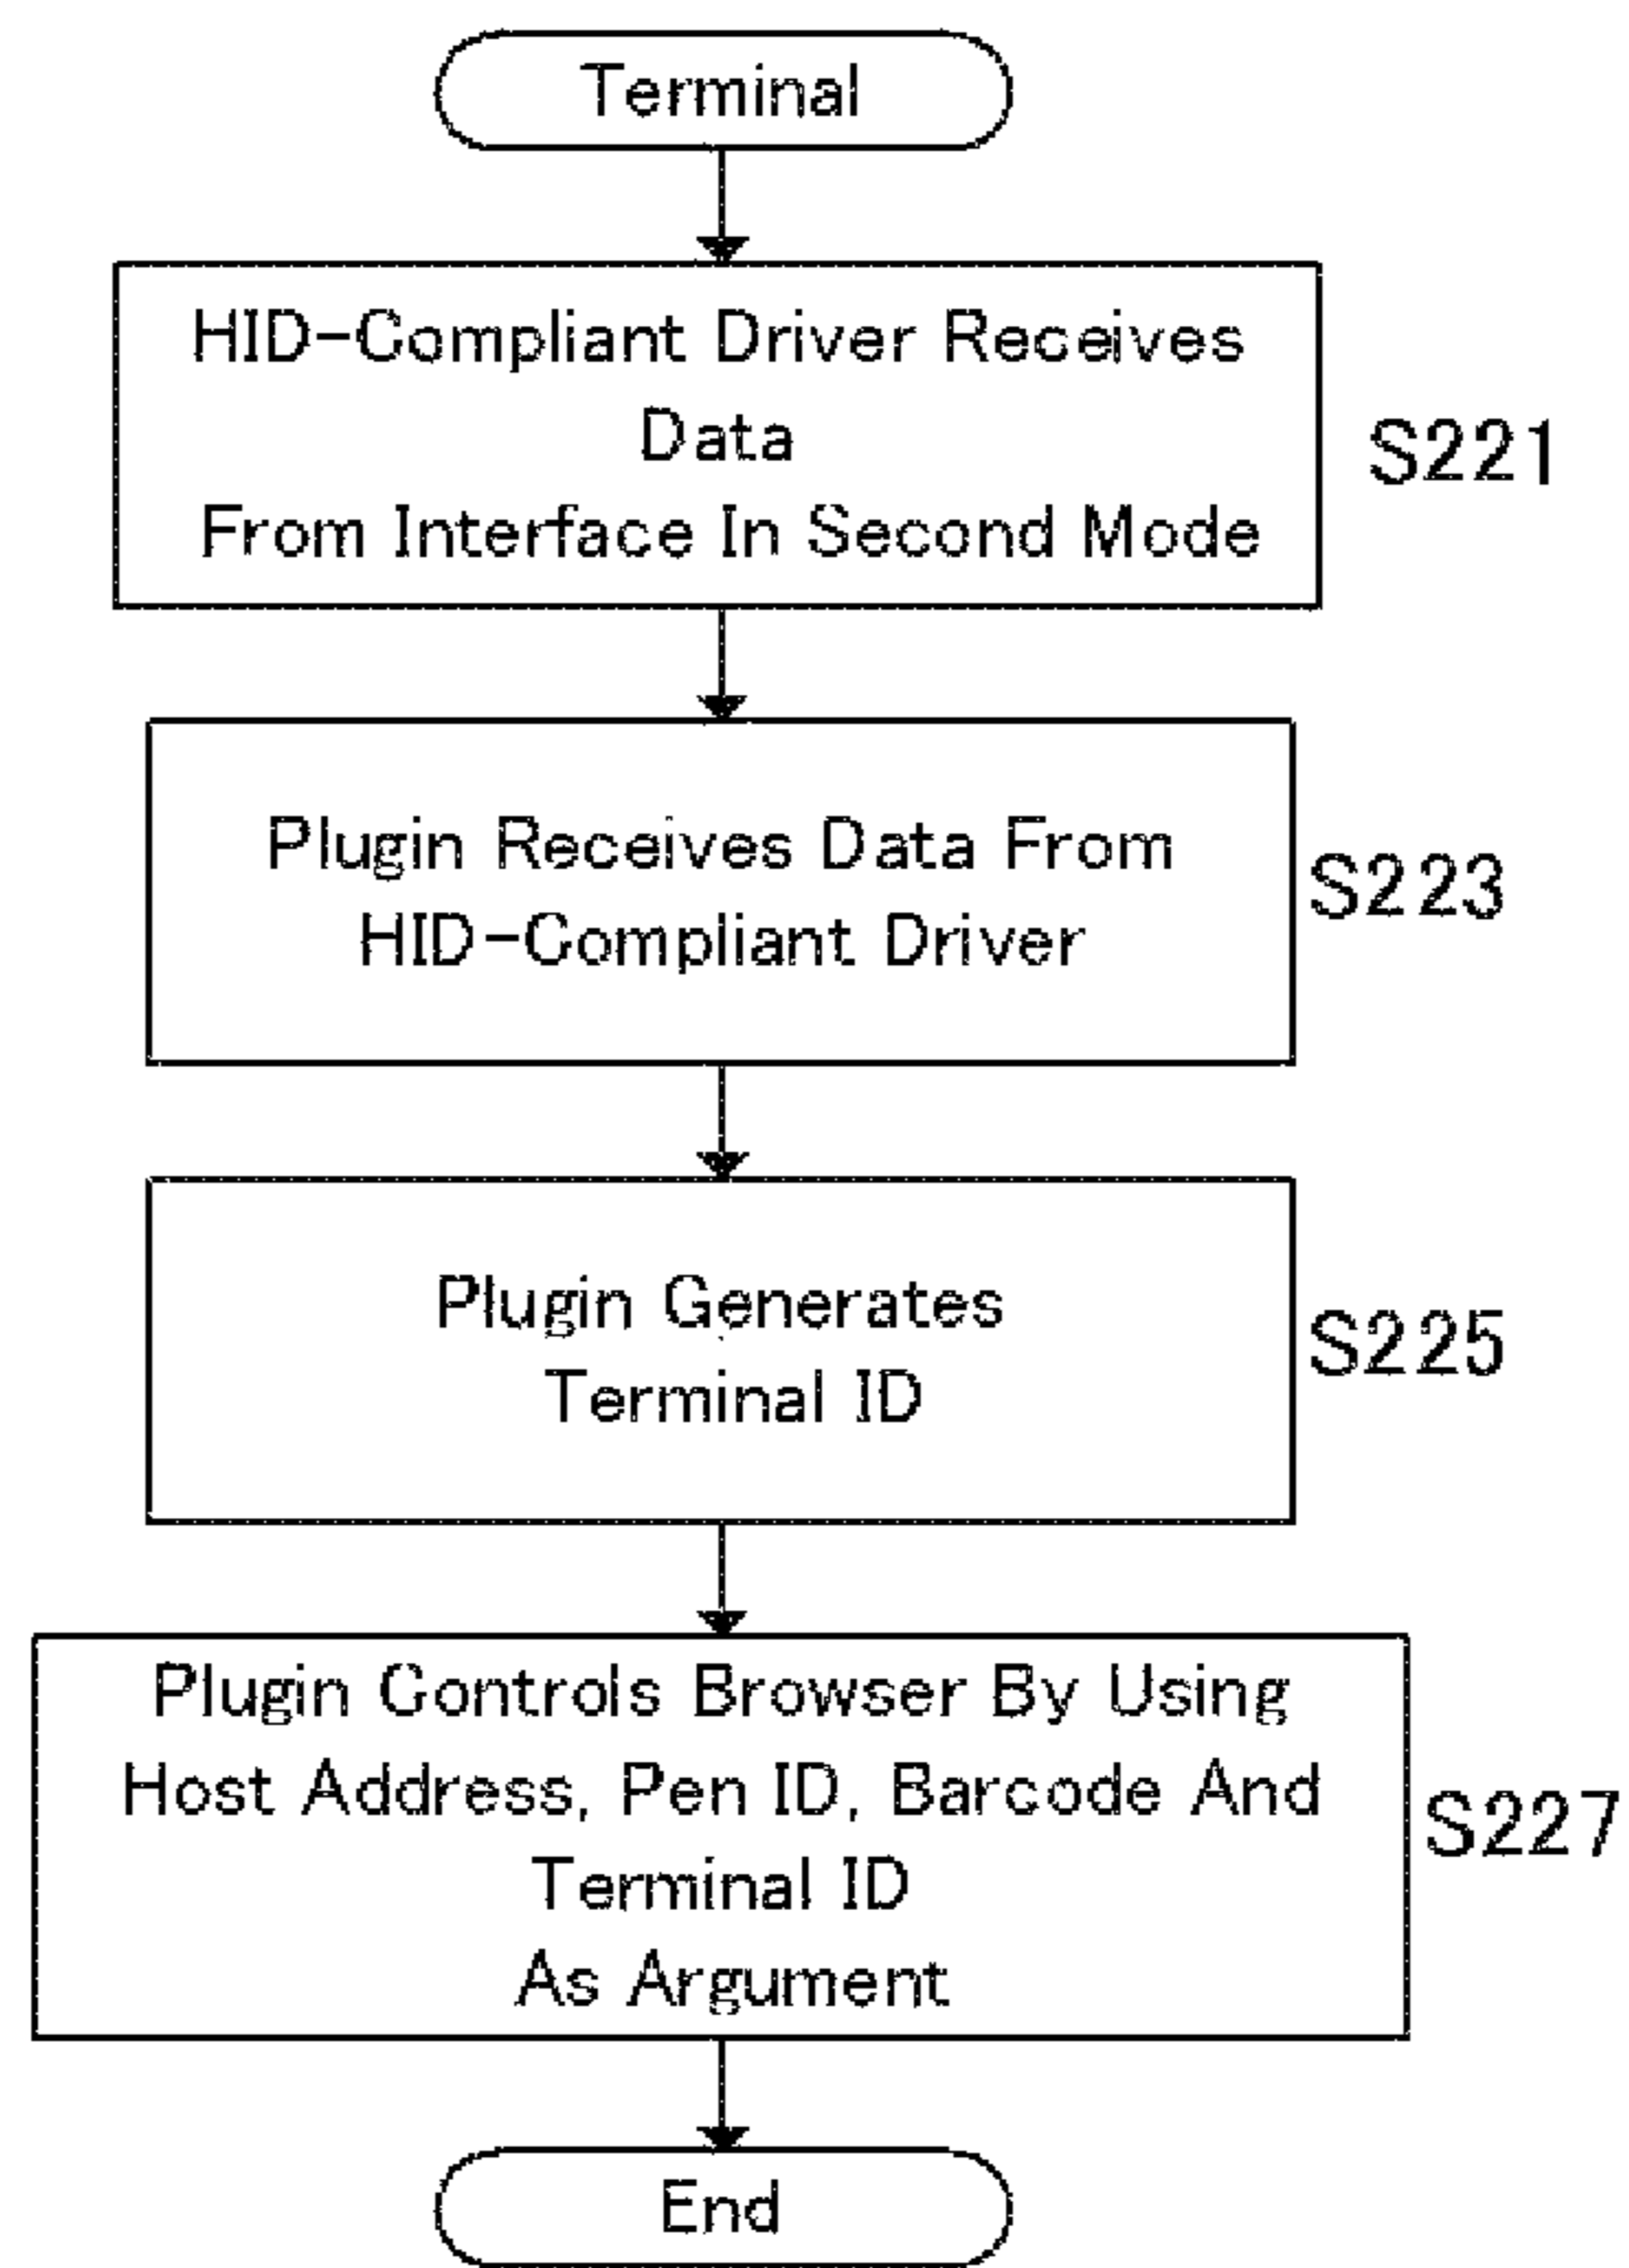 Terminal
HID-Compliant Driver Receives
Data
From Interface In Second Mode
S221
Plugin Receives Data From
HID-Compliant Driver
S223
Plugin Generates
Terminal ID
S225
Plugin Controls Browser By Using
Host Address, Pen ID, Barcode And
Terminal ID
As Argument
S227
End